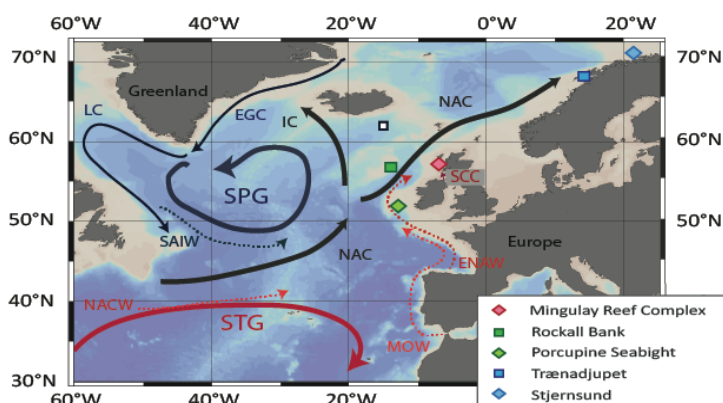 60°W 40°W 20°W 0°W 20°W
70°N 70°N
Greenland
NAC
LC
EGC
IC
60°N 60°N
SCC
SPG
50°N 50°N
SAIW
NAC
Europe
ENAW
40°N
NACW
STG
MOW
30°N
60°W 40°W 20°W
Mingulay Reef Complex
Rockall Bank
Porcupine Seabight
Trænadjupet
Stjernsund